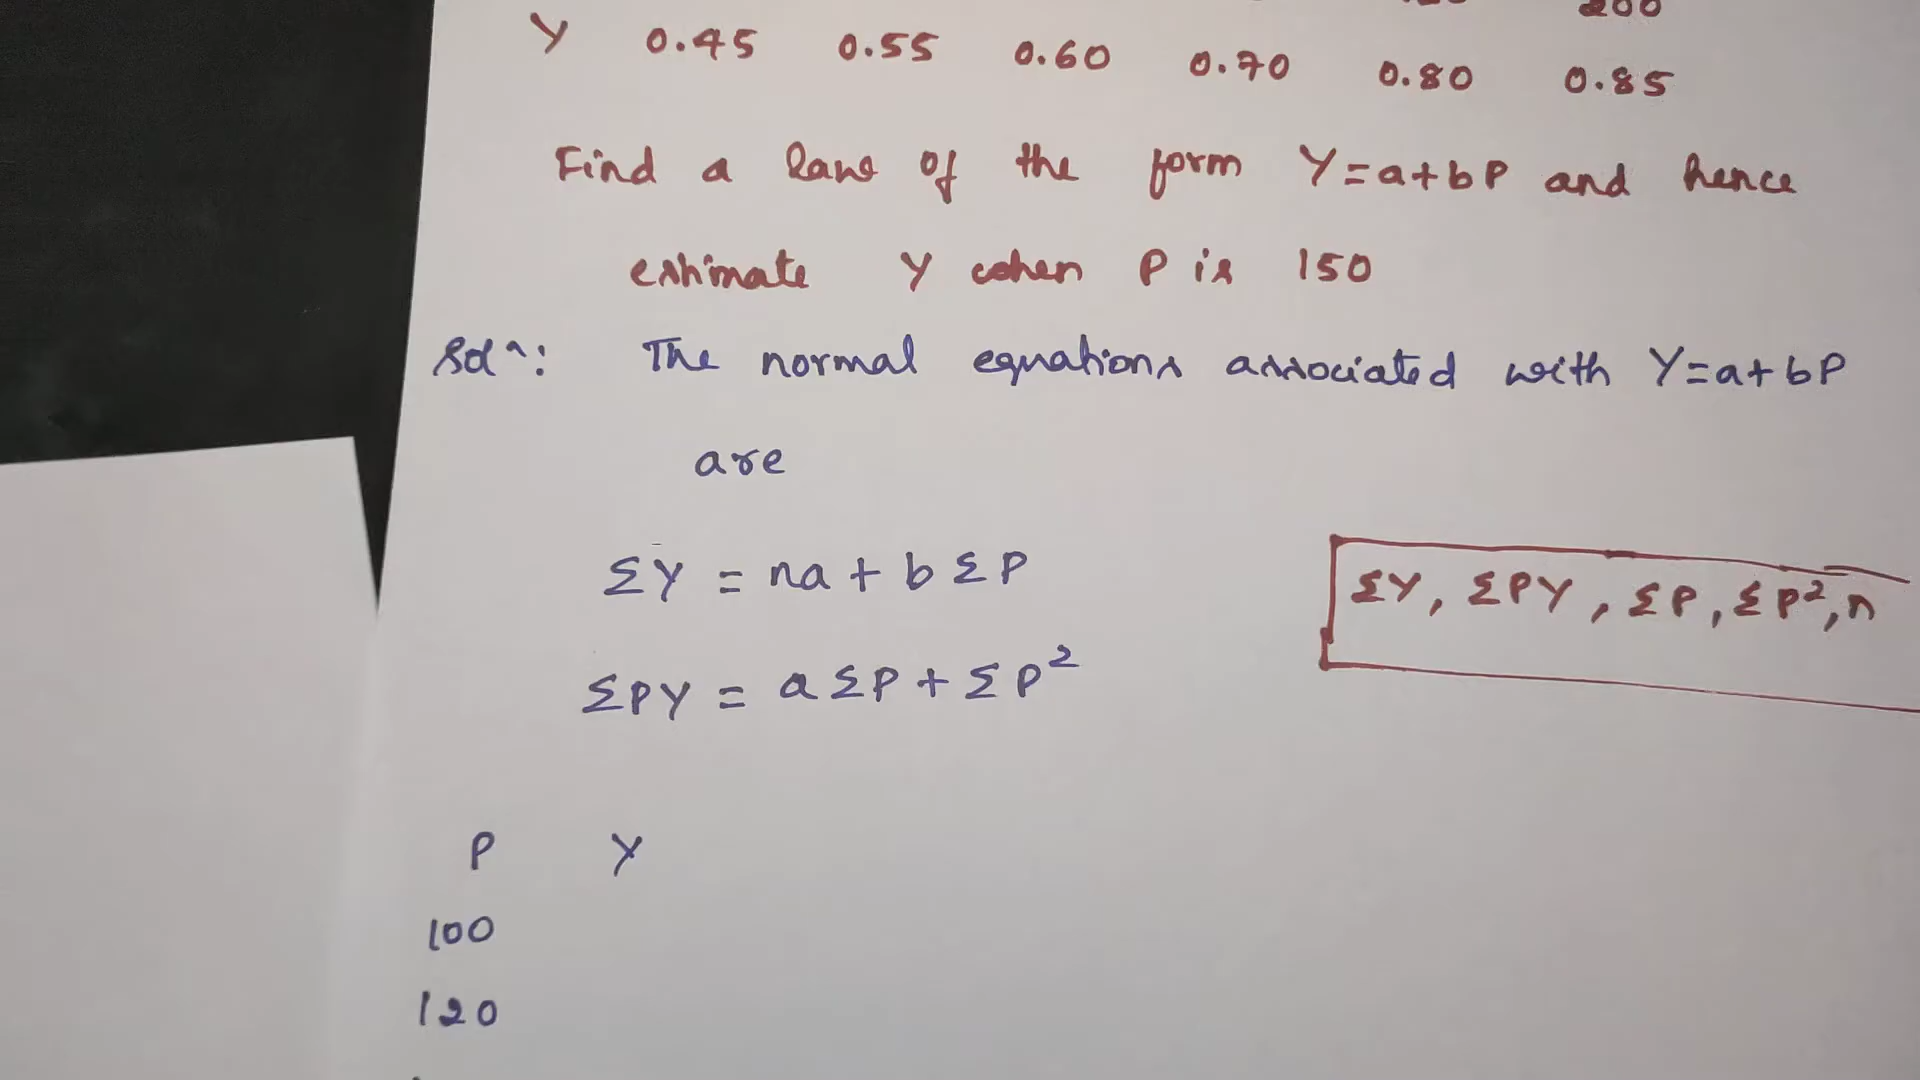 200
Y 0.45 0.55 0.60 0.70 0.80 0.85
Find a law of the form Y=a+bP and hence
estimate Y when P is 150
Solⁿ: The normal equations associated with Y=a+bP
are
ΣY = na + bΣP
ΣPY = aΣP + ΣP²
ΣY, ΣPY, ΣP, ΣP², n
P Y
100
120